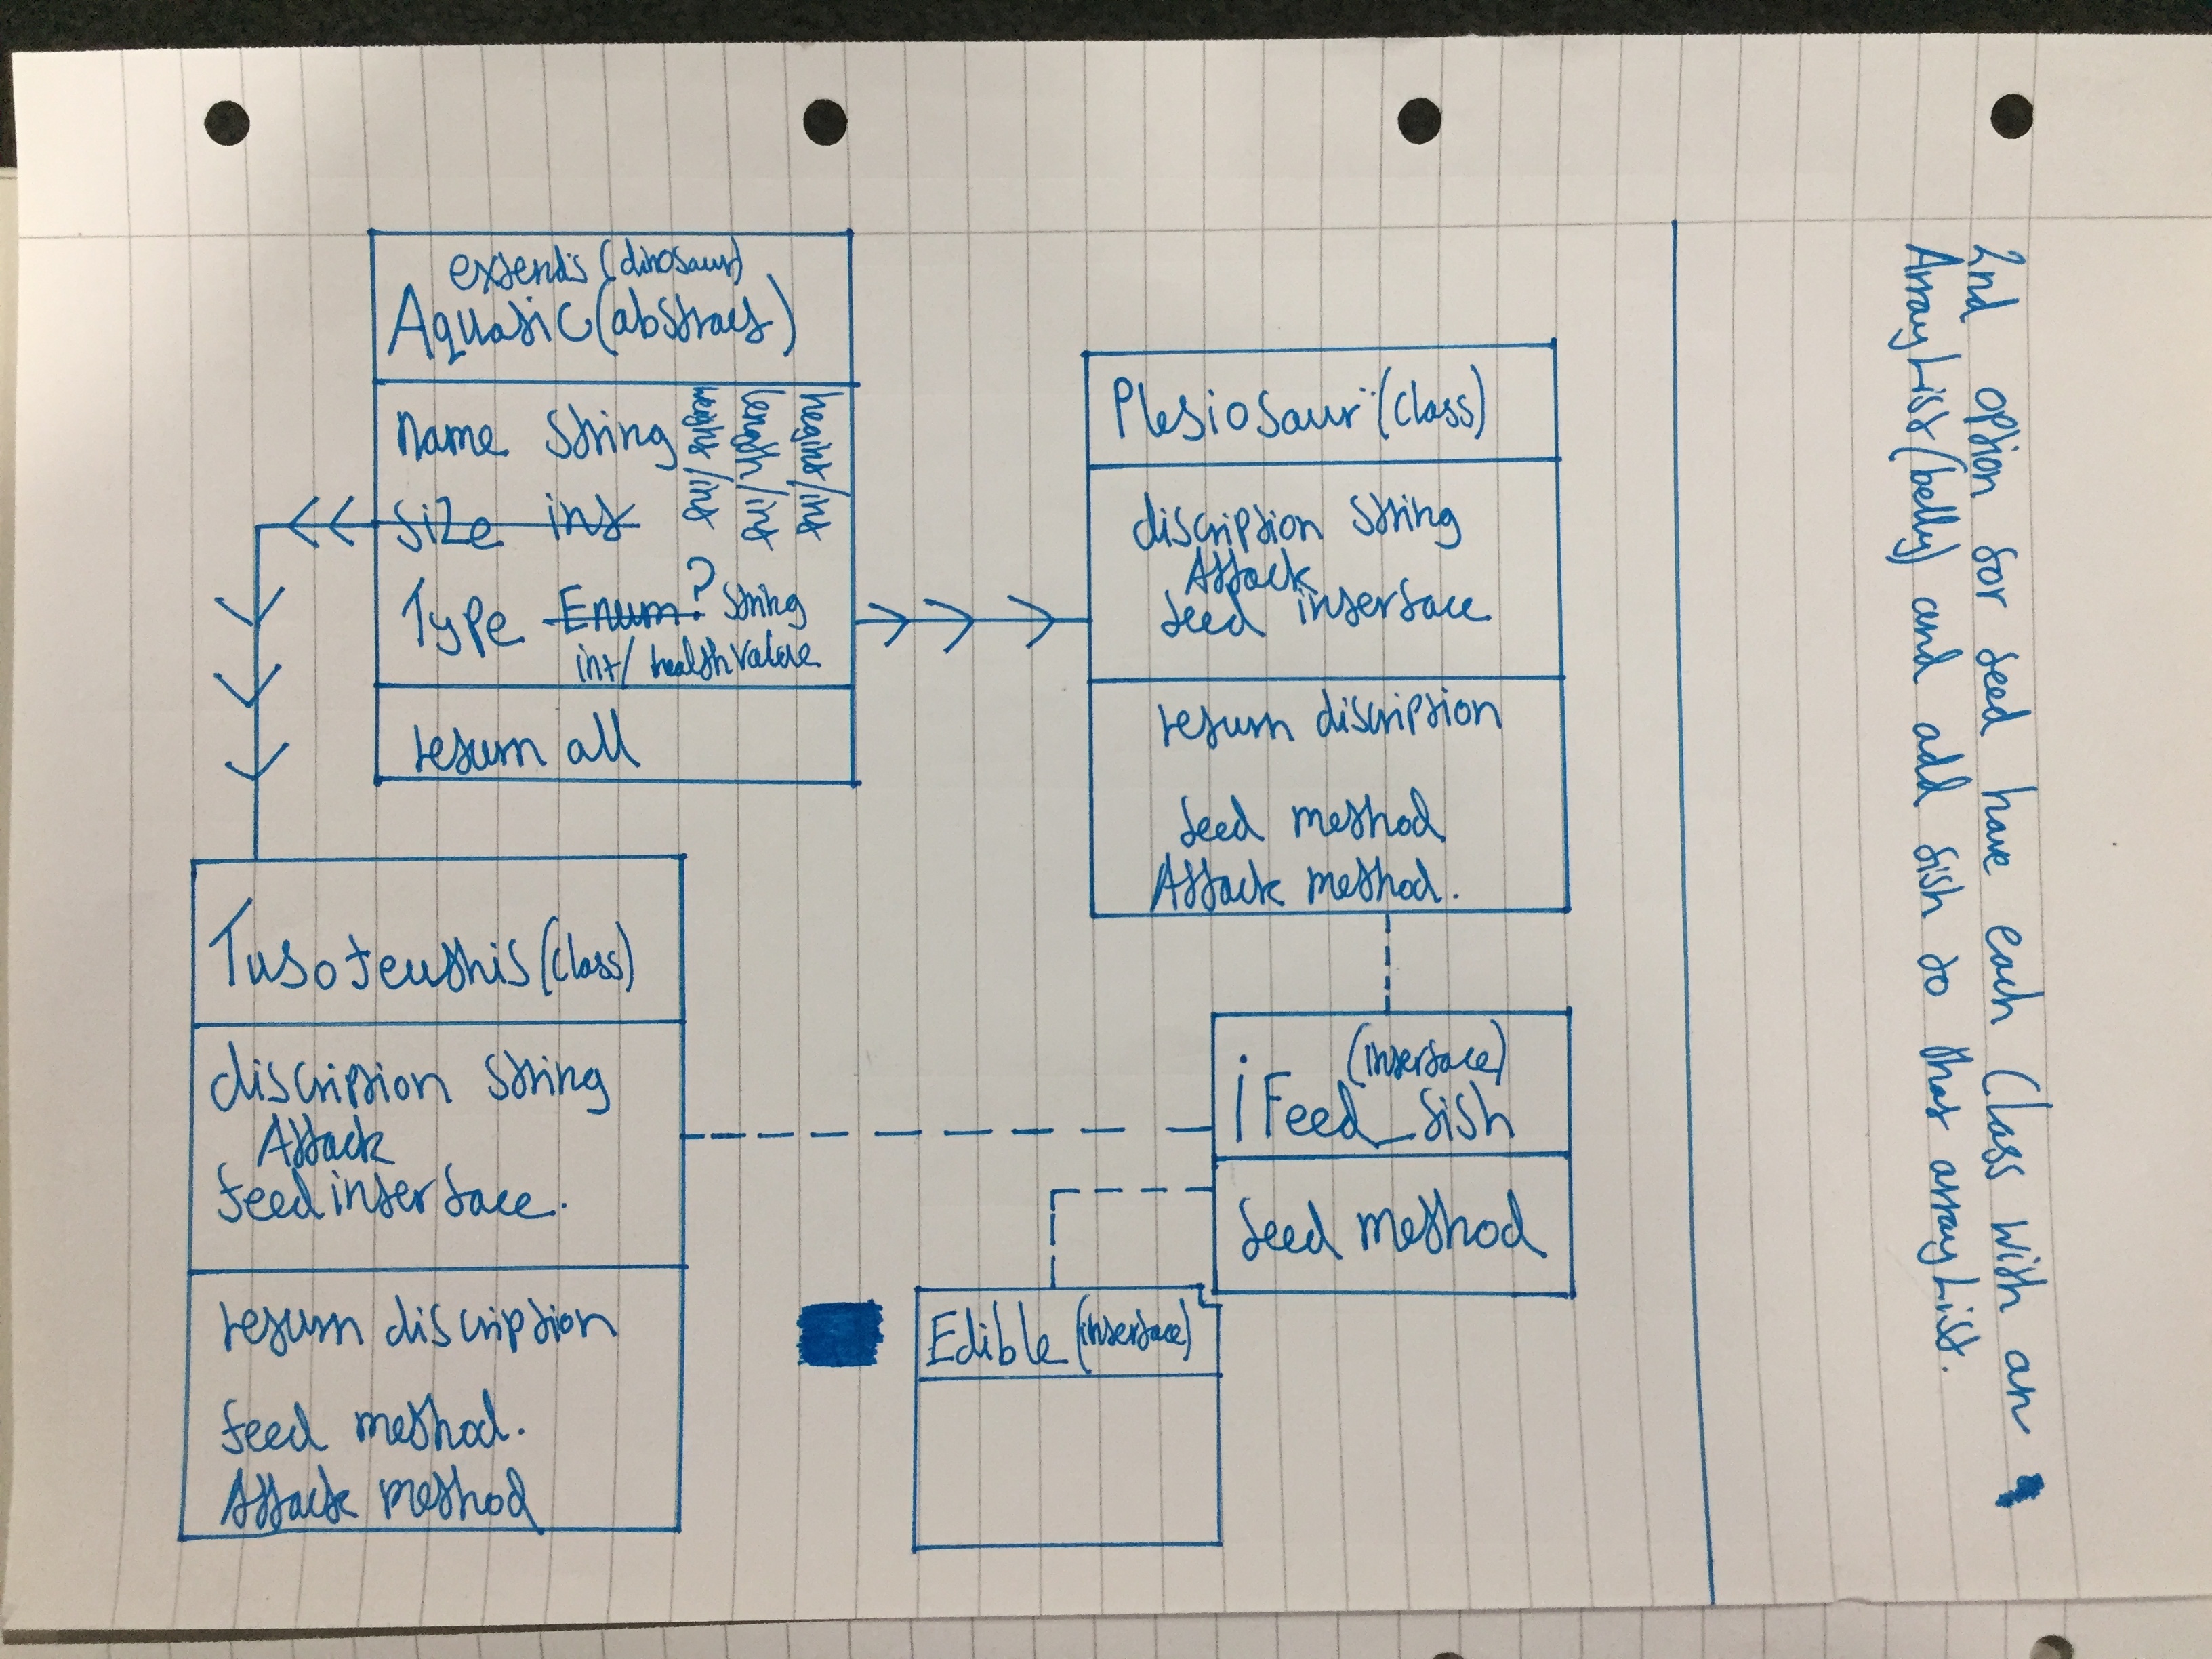 extends (dinosaur)
Aquatic (abstract)
name string
size int
Type Enum? String
int/ health value
weight/int
length/int
hegint/int
return all
Plesiosaur (class)
discription string
Attack
feed interface
return discription
feed method
Attack method.
Tusoteuthis (class)
discription string
Attack
feed interface.
return discription
feed method.
Attack method
(interface)
iFeed_fish
feed method
Edible (interface)
2nd option for feed have each Class with an
ArrayList (belly) and add fish to that arrayList.